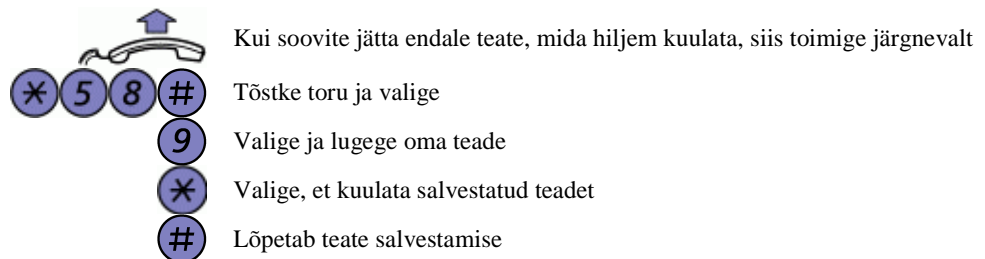 Kui soovite jätta endale teate, mida hiljem kuulata, siis toimige järgnevalt
*58# Tõstke toru ja valige
9 Valige ja lugege oma teade
* Valige, et kuulata salvestatud teadet
# Lõpetab teate salvestamise